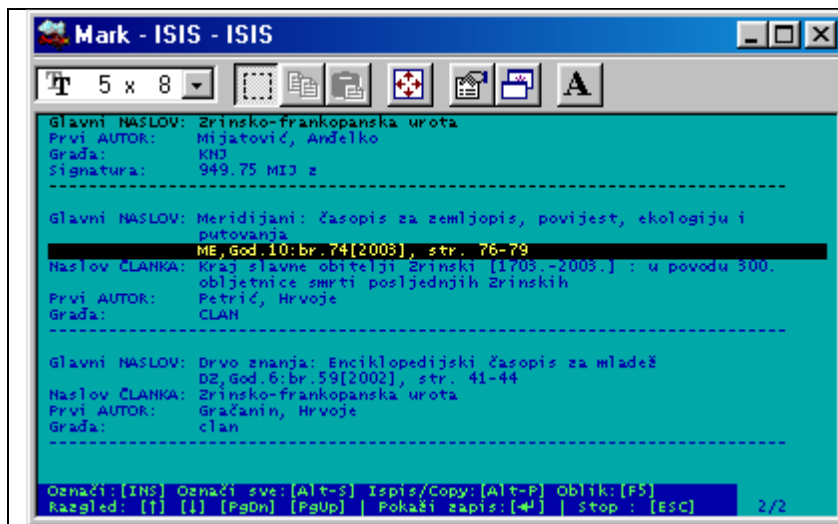 Mark - ISIS - ISIS
Tr 5 x 8 A
Glavni NASLOV: Zrinsko-frankopanska urota
Prvi AUTOR: Mijatović, Anđelko
Građa: KNJ
Signatura: 949.75 MIJ z
Glavni NASLOV: Meridijani: časopis za zemljopis, povijest, ekologiju i
putovanja
ME,God.10:br.74[2003], str. 76-79
Naslov ČLANKA: Kraj slavne obitelji Zrinski [1703.-2003.] : u povodu 300.
obljetnice smrti posljednjih Zrinskih
Prvi AUTOR: Petrić, Hrvoje
Građa: CLAN
Glavni NASLOV: Drvo znanja: Enciklopedijski časopis za mladež
DZ,God.6:br.59[2002], str. 41-44
Naslov ČLANKA: Zrinsko-frankopanska urota
Prvi AUTOR: Gračanin, Hrvoje
Građa: clan
Označi:[INS] Označi sve:[Alt-S] Ispis/Copy:[Alt-P] Oblik:[F5]
Razgled: [↑] [↓] [PgDn] [PgUp] | Pokaži zapis:[↵] | Stop : [ESC] 2/2